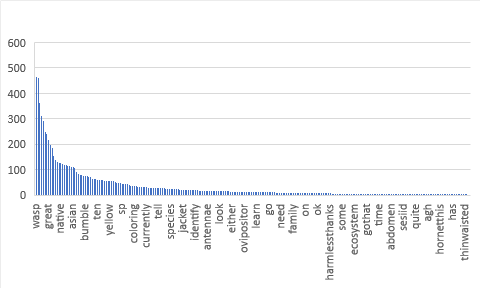 600
500
400
300
200
100
0
wasp
great
native
asian
bumble
ten
yellow
sp
coloring
currently
tell
species
jacket
identify
antennae
look
either
ovipositor
learn
go
need
family
on
ok
harmlessthanks
some
ecosystem
gothat
time
abdomen
sesiid
quite
agh
hornetthis
has
thinwaisted